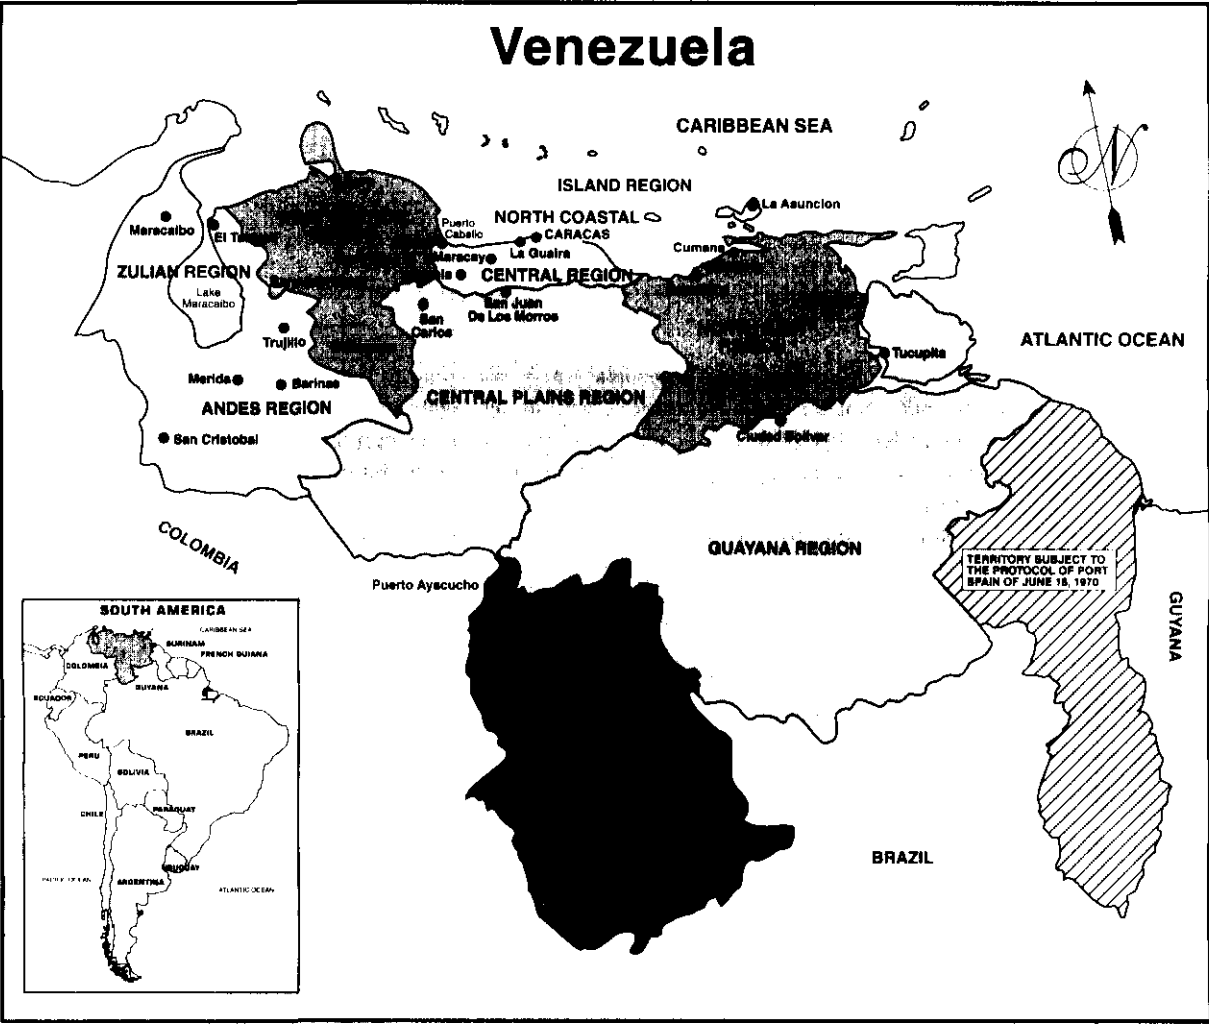 Venezuela
CARIBBEAN SEA
ISLAND REGION
La Asuncion
NORTH COASTAL
CARACAS
Puerto
Cabello
Maracaibo
Cumana
La Guaira
Maracay
ZULIAN REGION
CENTRAL REGION
Lake
Maracaibo
San Juan
De Los Morros
San
Carlos
Trujillo
ATLANTIC OCEAN
Tucupita
Merida
Barinas
CENTRAL PLAINS REGION
ANDES REGION
San Cristobal
Ciudad Bolivar
COLOMBIA
GUAYANA REGION
TERRITORY SUBJECT TO
THE PROTOCOL OF PORT
SPAIN OF JUNE 18, 1970
Puerto Ayacucho
GUYANA
BRAZIL
SOUTH AMERICA
CARIBBEAN SEA
SURINAM
FRENCH GUIANA
COLOMBIA
GUYANA
ECUADOR
BRAZIL
PERU
BOLIVIA
CHILE
PARAQUAT
URUGUAY
ARGENTINA
PACIFIC OCEAN
ATLANTIC OCEAN
N